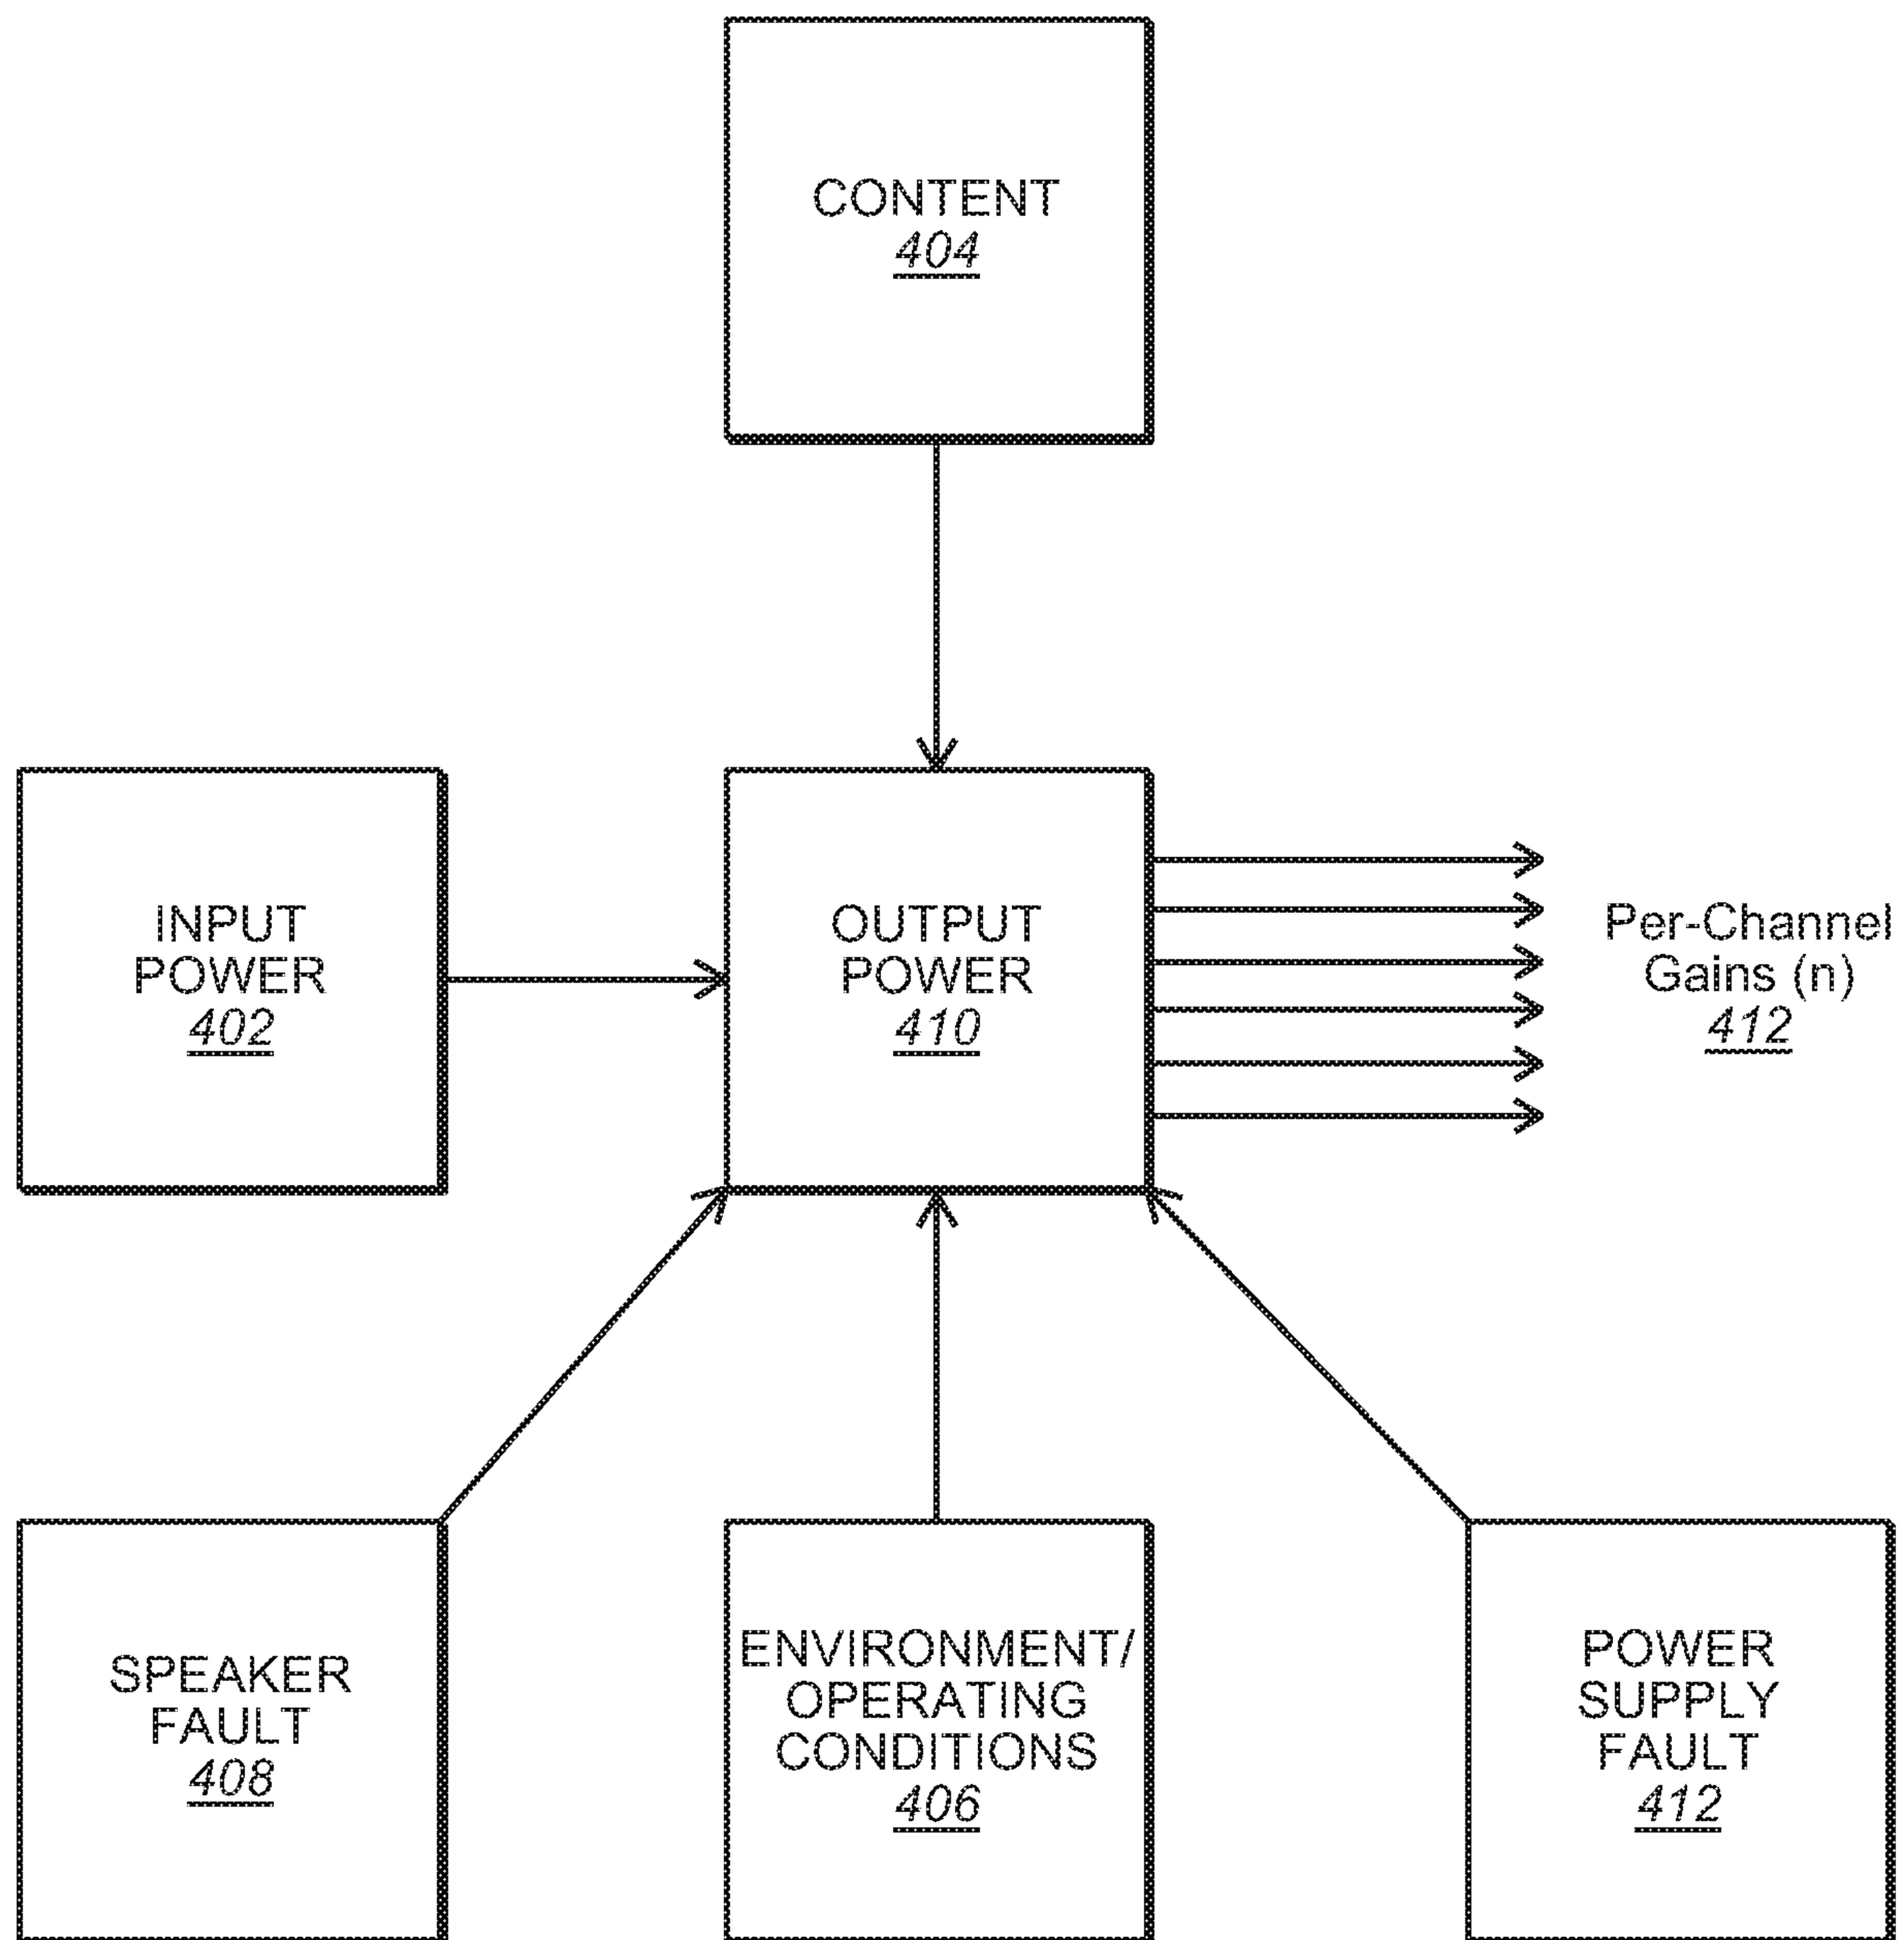 CONTENT
404
INPUT
POWER
402
OUTPUT
POWER
410
Per-Channel
Gains (n)
412
SPEAKER
FAULT
408
ENVIRONMENT/
OPERATING
CONDITIONS
406
POWER
SUPPLY
FAULT
412